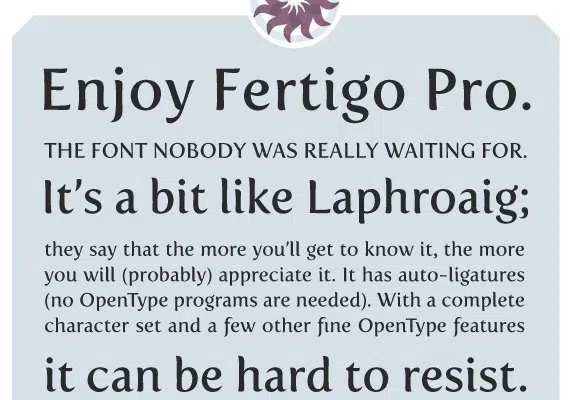 Enjoy Fertigo Pro.
THE FONT NOBODY WAS REALLY WAITING FOR.
It's a bit like Laphroaig;
they say that the more you'll get to know it, the more
you will (probably) appreciate it. It has auto-ligatures
(no OpenType programs are needed). With a complete
character set and a few other fine OpenType features
it can be hard to resist.